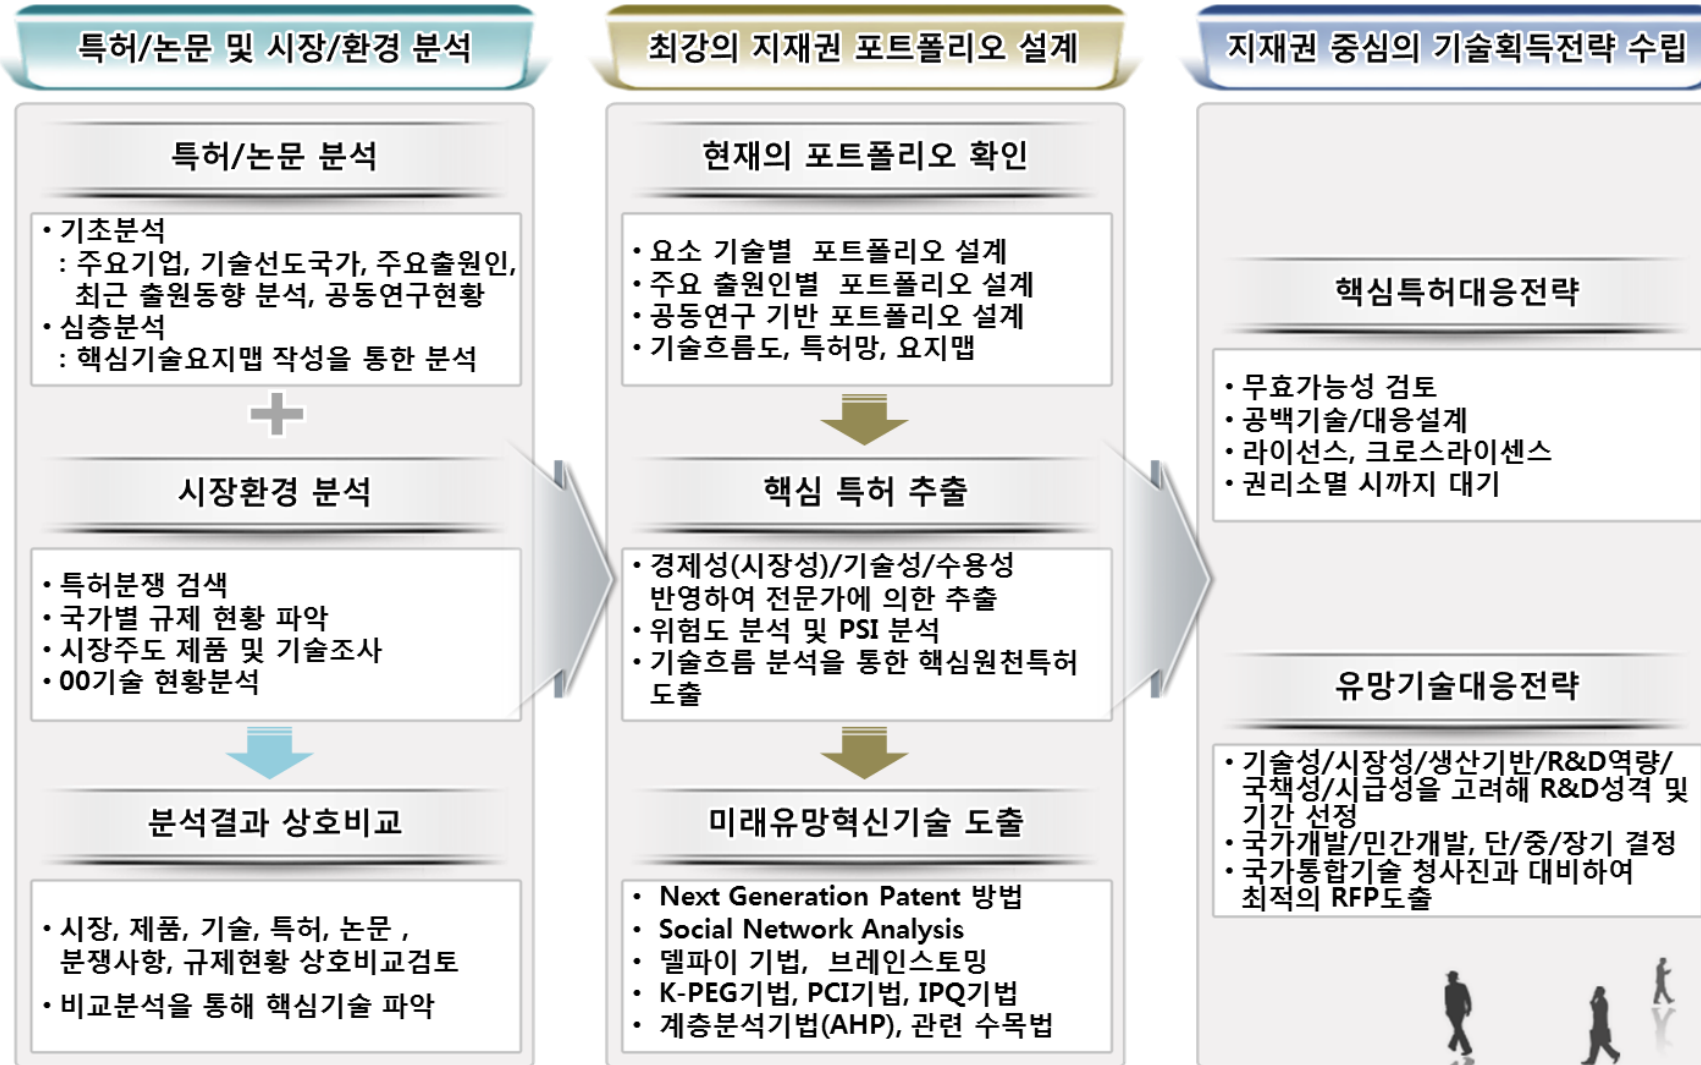 특허/논문 및 시장/환경 분석
특허/논문 분석
• 기초분석
: 주요기업, 기술선도국가, 주요출원인,
최근 출원동향 분석, 공동연구현황
• 심층분석
: 핵심기술요지맵 작성을 통한 분석
시장환경 분석
• 특허분쟁 검색
• 국가별 규제 현황 파악
• 시장주도 제품 및 기술조사
• 00기술 현황분석
분석결과 상호비교
• 시장, 제품, 기술, 특허, 논문 ,
분쟁사항, 규제현황 상호비교검토
• 비교분석을 통해 핵심기술 파악
최강의 지재권 포트폴리오 설계
현재의 포트폴리오 확인
• 요소 기술별 포트폴리오 설계
• 주요 출원인별 포트폴리오 설계
• 공동연구 기반 포트폴리오 설계
• 기술흐름도, 특허망, 요지맵
핵심 특허 추출
• 경제성(시장성)/기술성/수용성
반영하여 전문가에 의한 추출
• 위험도 분석 및 PSI 분석
• 기술흐름 분석을 통한 핵심원천특허
도출
미래유망혁신기술 도출
• Next Generation Patent 방법
• Social Network Analysis
• 델파이 기법, 브레인스토밍
• K-PEG기법, PCI기법, IPQ기법
• 계층분석기법(AHP), 관련 수목법
지재권 중심의 기술획득전략 수립
핵심특허대응전략
• 무효가능성 검토
• 공백기술/대응설계
• 라이선스, 크로스라이센스
• 권리소멸 시까지 대기
유망기술대응전략
• 기술성/시장성/생산기반/R&D역량/
국책성/시급성을 고려해 R&D성격 및
기간 선정
• 국가개발/민간개발, 단/중/장기 결정
• 국가통합기술 청사진과 대비하여
최적의 RFP도출